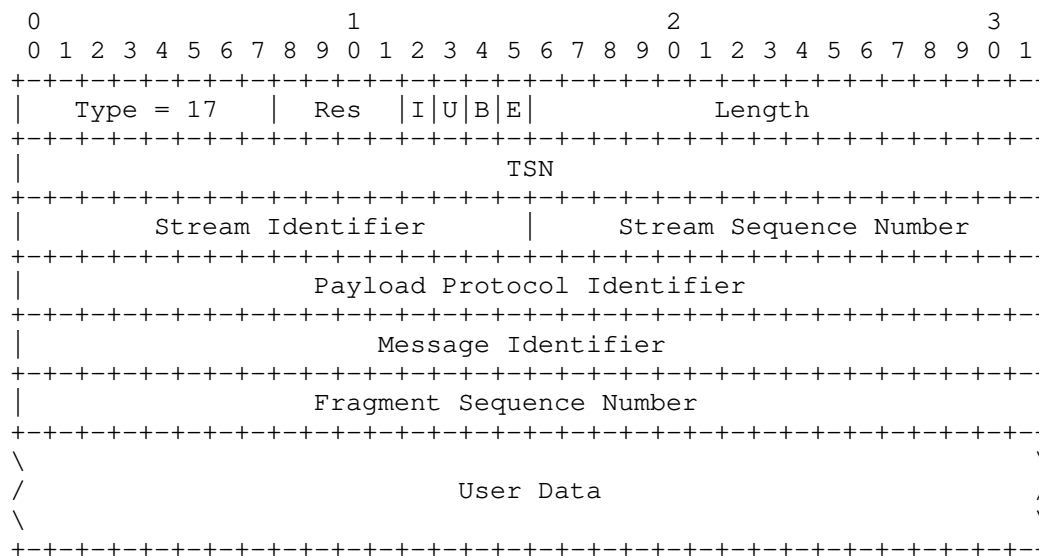 0                   1                   2                   3
 0 1 2 3 4 5 6 7 8 9 0 1 2 3 4 5 6 7 8 9 0 1 2 3 4 5 6 7 8 9 0 1
+-+-+-+-+-+-+-+-+-+-+-+-+-+-+-+-+-+-+-+-+-+-+-+-+-+-+-+-+-+-+-+-
|   Type = 17   |  Res  |I|U|B|E|           Length
+-+-+-+-+-+-+-+-+-+-+-+-+-+-+-+-+-+-+-+-+-+-+-+-+-+-+-+-+-+-+-+-
|                              TSN
+-+-+-+-+-+-+-+-+-+-+-+-+-+-+-+-+-+-+-+-+-+-+-+-+-+-+-+-+-+-+-+-
|        Stream Identifier      |     Stream Sequence Number
+-+-+-+-+-+-+-+-+-+-+-+-+-+-+-+-+-+-+-+-+-+-+-+-+-+-+-+-+-+-+-+-
|                  Payload Protocol Identifier
+-+-+-+-+-+-+-+-+-+-+-+-+-+-+-+-+-+-+-+-+-+-+-+-+-+-+-+-+-+-+-+-
|                      Message Identifier
+-+-+-+-+-+-+-+-+-+-+-+-+-+-+-+-+-+-+-+-+-+-+-+-+-+-+-+-+-+-+-+-
|                  Fragment Sequence Number
+-+-+-+-+-+-+-+-+-+-+-+-+-+-+-+-+-+-+-+-+-+-+-+-+-+-+-+-+-+-+-+-
\                                                               \
/                           User Data                           /
\                                                               \
+-+-+-+-+-+-+-+-+-+-+-+-+-+-+-+-+-+-+-+-+-+-+-+-+-+-+-+-+-+-+-+-